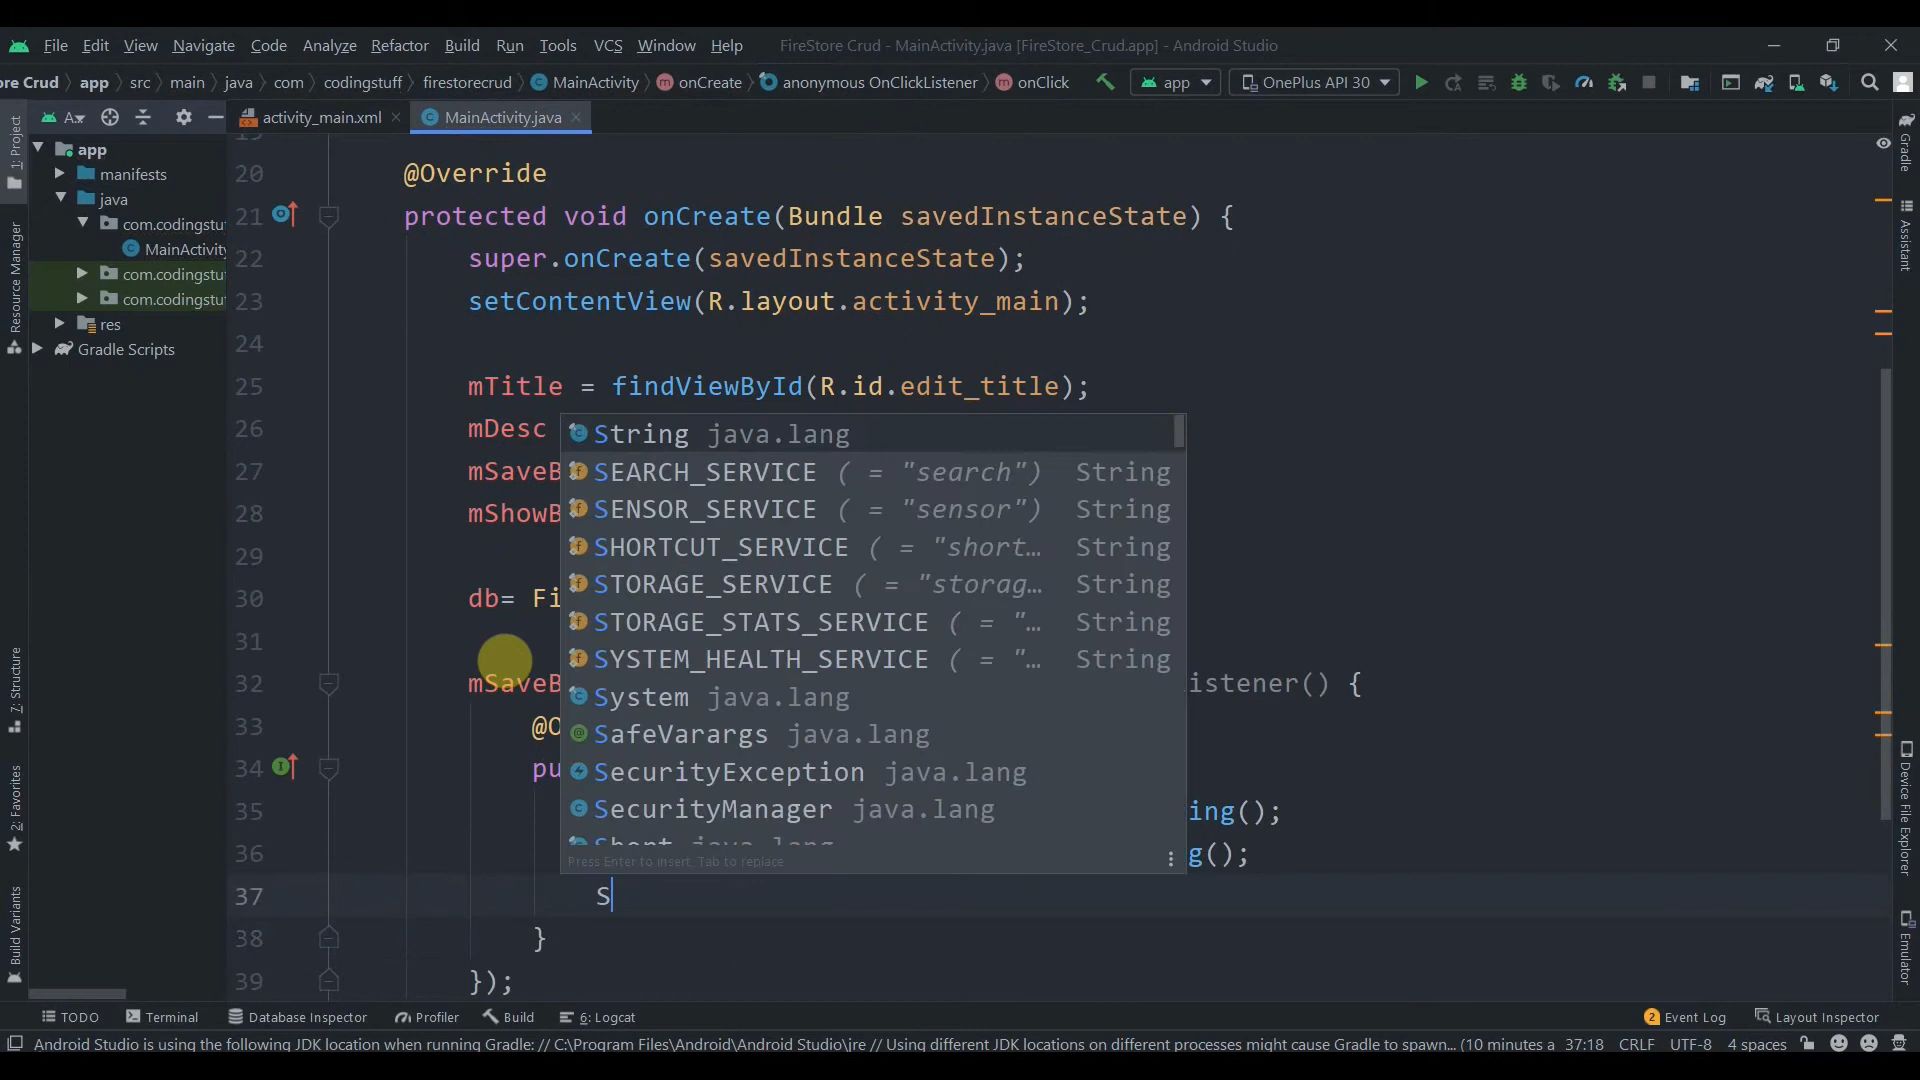 File Edit View Navigate Code Analyze Refactor Build Run Tools VCS Window Help FireStore Crud - MainActivity.java [FireStore_Crud.app] - Android Studio
ore Crud app src main java com codingstuff firestorecrud MainActivity onCreate anonymous OnClickListener onClick app OnePlus API 30
A... activity_main.xml MainActivity.java
1: Project
Resource Manager
7: Structure
2: Favorites
Build Variants
app
manifests
java
com.codingstu
MainActivity
com.codingstu
com.codingstu
res
Gradle Scripts
20 @Override
21 protected void onCreate(Bundle savedInstanceState) {
22 super.onCreate(savedInstanceState);
23 setContentView(R.layout.activity_main);
24
25 mTitle = findViewById(R.id.edit_title);
26 mDesc
27 mSaveB
28 mShowB
29
30 db= Fi
31
32 mSaveB istener() {
33 @O
34 pu
35 ing();
36 g();
37 S
38 }
39 });
String java.lang
SEARCH_SERVICE ( = "search") String
SENSOR_SERVICE ( = "sensor") String
SHORTCUT_SERVICE ( = "short… String
STORAGE_SERVICE ( = "storag… String
STORAGE_STATS_SERVICE ( = "… String
SYSTEM_HEALTH_SERVICE ( = "… String
System java.lang
SafeVarargs java.lang
SecurityException java.lang
SecurityManager java.lang
Short java.lang
Press Enter to insert, Tab to replace
Gradle
Assistant
Device File Explorer
Emulator
TODO Terminal Database Inspector Profiler Build 6: Logcat 2 Event Log Layout Inspector
Android Studio is using the following JDK location when running Gradle: // C:\Program Files\Android\Android Studio\jre // Using different JDK locations on different processes might cause Gradle to spawn... (10 minutes a 37:18 CRLF UTF-8 4 spaces